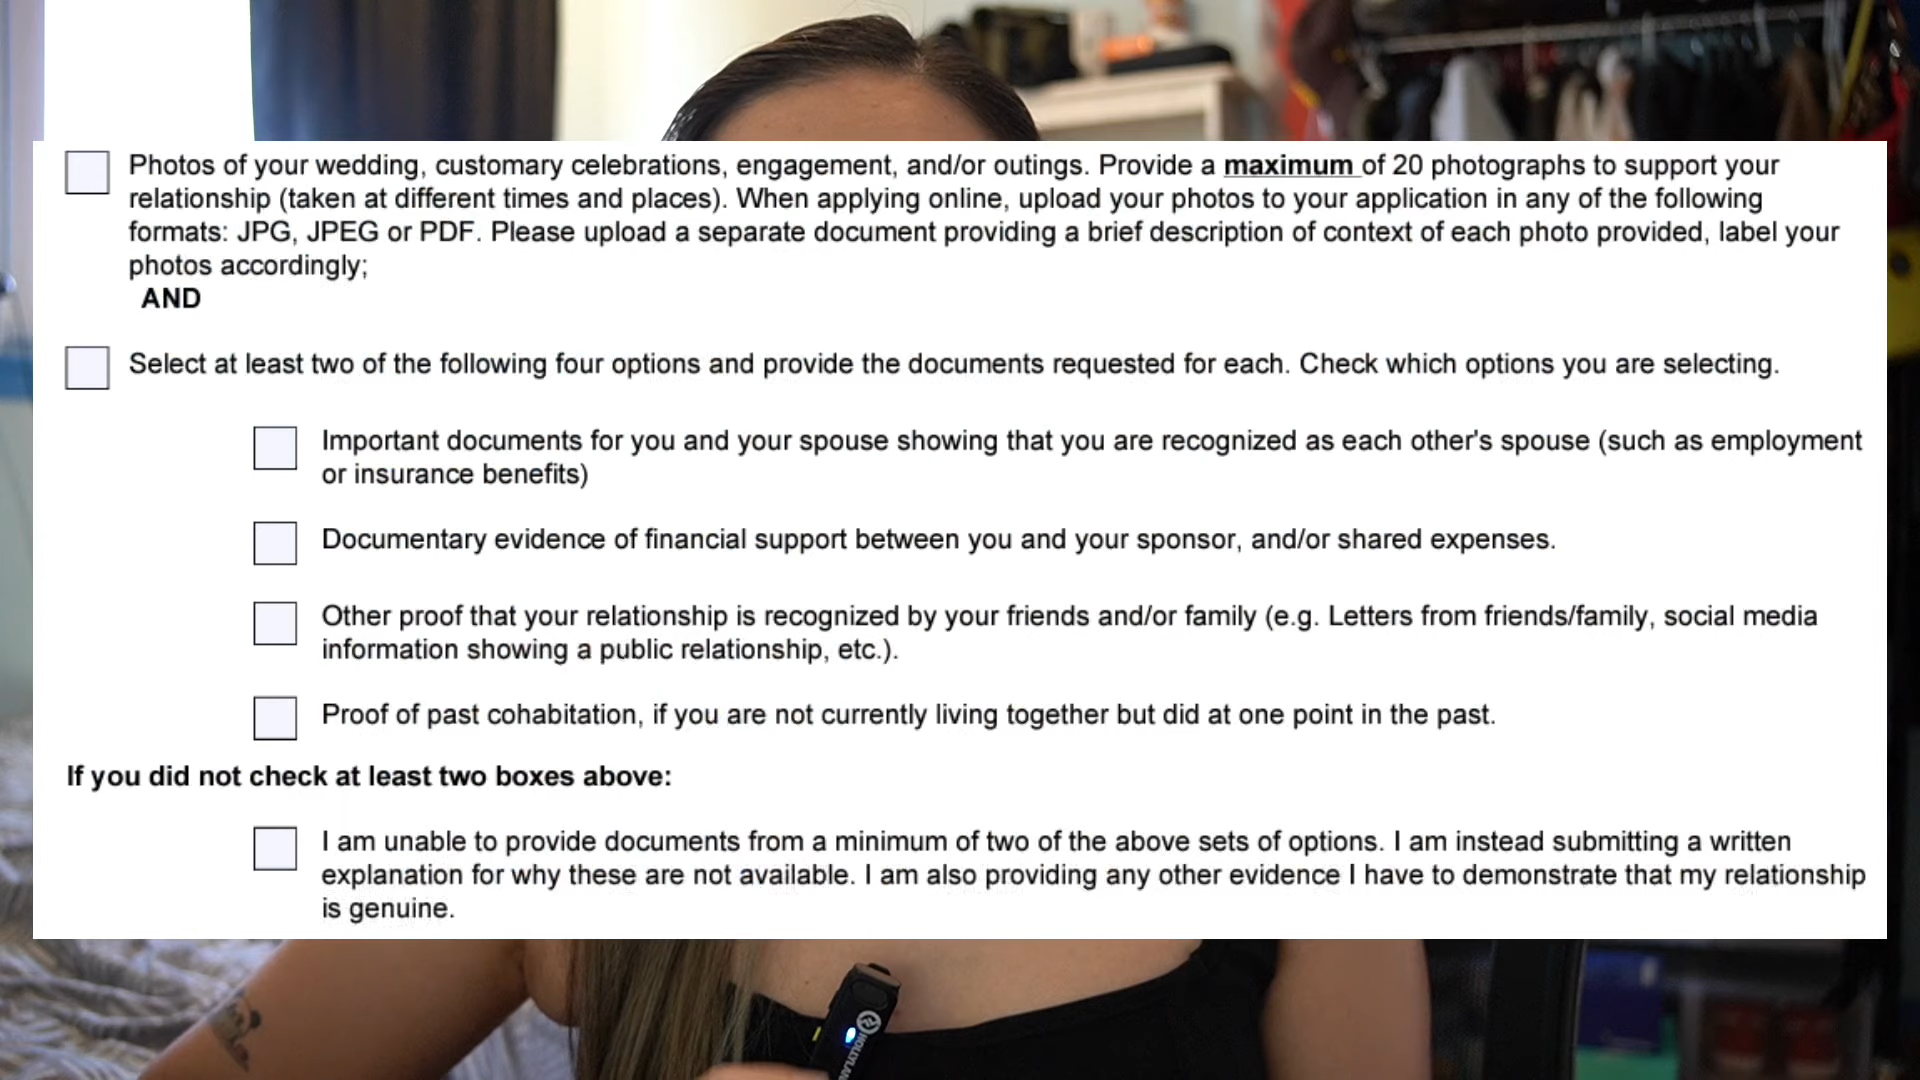 Photos of your wedding, customary celebrations, engagement, and/or outings. Provide a maximum of 20 photographs to support your
relationship (taken at different times and places). When applying online, upload your photos to your application in any of the following
formats: JPG, JPEG or PDF. Please upload a separate document providing a brief description of context of each photo provided, label your
photos accordingly;
AND
Select at least two of the following four options and provide the documents requested for each. Check which options you are selecting.
Important documents for you and your spouse showing that you are recognized as each other's spouse (such as employment
or insurance benefits)
Documentary evidence of financial support between you and your sponsor, and/or shared expenses.
Other proof that your relationship is recognized by your friends and/or family (e.g. Letters from friends/family, social media
information showing a public relationship, etc.).
Proof of past cohabitation, if you are not currently living together but did at one point in the past.
If you did not check at least two boxes above:
I am unable to provide documents from a minimum of two of the above sets of options. I am instead submitting a written
explanation for why these are not available. I am also providing any other evidence I have to demonstrate that my relationship
is genuine.